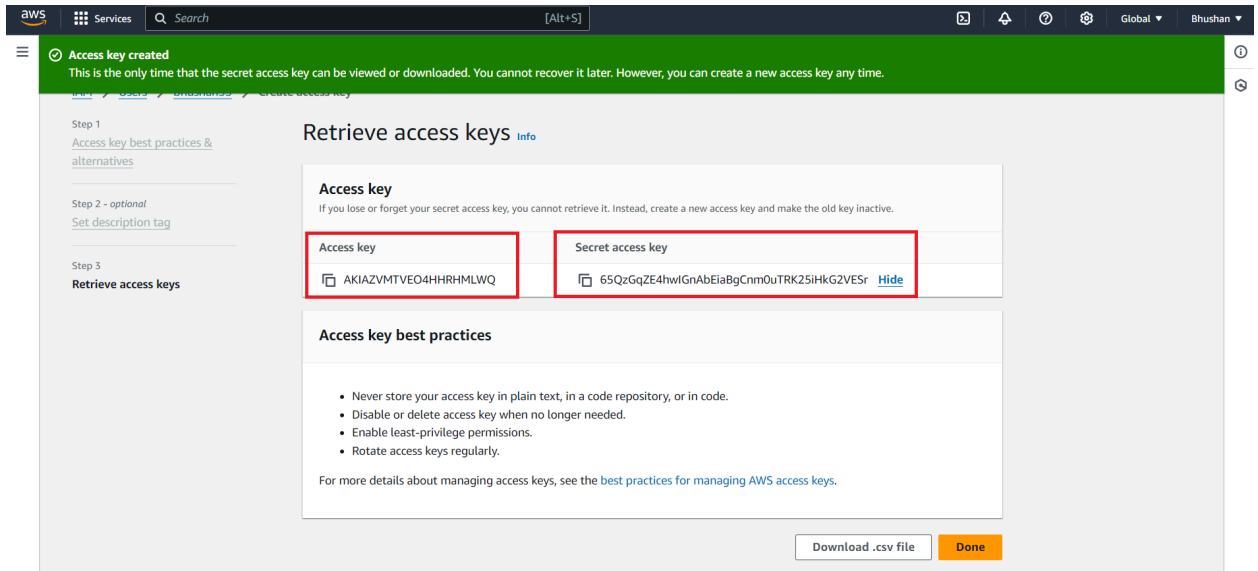 aws
Services
Search
[Alt+S]
Global
Bhushan
Access key created
This is the only time that the secret access key can be viewed or downloaded. You cannot recover it later. However, you can create a new access key any time.
IAM > Users > > Create access key
Step 1
Access key best practices &
alternatives
Step 2 - optional
Set description tag
Step 3
Retrieve access keys
Retrieve access keys Info
Access key
If you lose or forget your secret access key, you cannot retrieve it. Instead, create a new access key and make the old key inactive.
Access key
Secret access key
AKIAZVMTVEO4HHRHMLWQ
65QzGqZE4hwIGnAbEiaBgCnm0uTRK25iHkG2VESr Hide
Access key best practices
• Never store your access key in plain text, in a code repository, or in code.
• Disable or delete access key when no longer needed.
• Enable least-privilege permissions.
• Rotate access keys regularly.
For more details about managing access keys, see the best practices for managing AWS access keys.
Download .csv file
Done